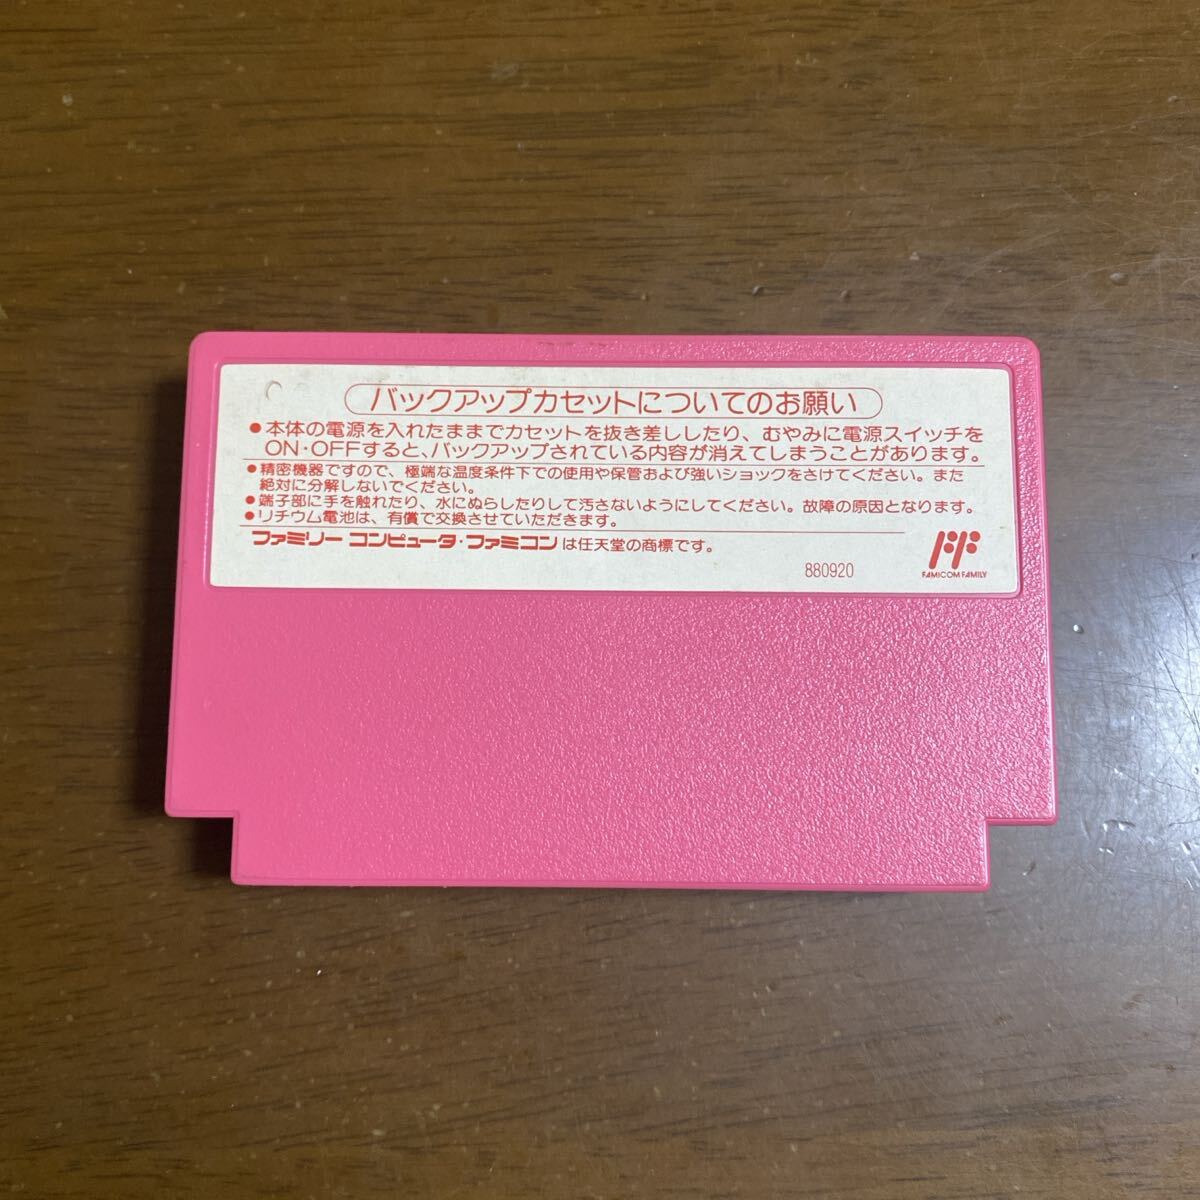 バックアップカセットについてのお願い
●本体の電源を入れたままでカセットを抜き差ししたり、むやみに電源スイッチを
ON・OFFすると、バックアップされている内容が消えてしまうことがあります。
●精密機器ですので、極端な温度条件下での使用や保管および強いショックをさけてください。また
絶対に分解しないでください。
●端子部に手を触れたり、水にぬらしたりして汚さないようにしてください。故障の原因となります。
●リチウム電池は、有償で交換させていただきます。
ファミリー コンピュータ・ファミコン は任天堂の商標です。
880920
FAMICOM FAMILY